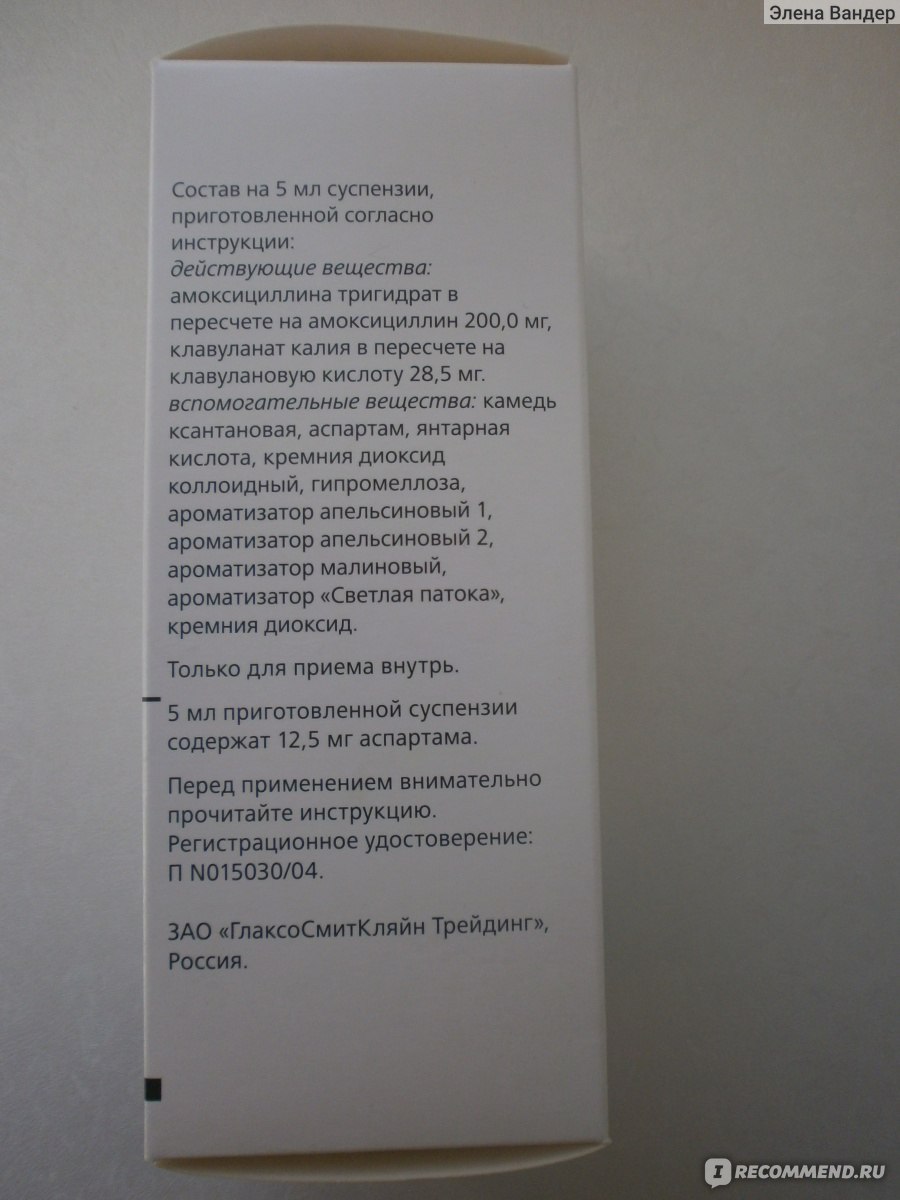 Элена Вандер
Состав на 5 мл суспензии,
приготовленной согласно
инструкции:
действующие вещества:
амоксициллина тригидрат в
пересчете на амоксициллин 200,0 мг,
клавуланат калия в пересчете на
клавулановую кислоту 28,5 мг.
вспомогательные вещества: камедь
ксантановая, аспартам, янтарная
кислота, кремния диоксид
коллоидный, гипромеллоза,
ароматизатор апельсиновый 1,
ароматизатор апельсиновый 2,
ароматизатор малиновый,
ароматизатор «Светлая патока»,
кремния диоксид.
Только для приема внутрь.
5 мл приготовленной суспензии
содержат 12,5 мг аспартама.
Перед применением внимательно
прочитайте инструкцию.
Регистрационное удостоверение:
П N015030/04.
ЗАО «ГлаксоСмитКляйн Трейдинг»,
Россия.
IRECOMMEND.RU